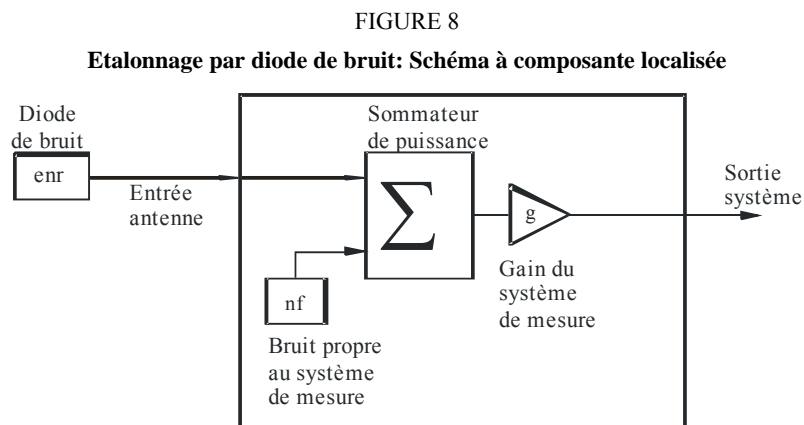 FIGURE 8
Etalonnage par diode de bruit: Schéma à composante localisée
Diode
de bruit
enr
Entrée
antenne
Sommateur
de puissance
Σ
nf
Bruit propre
au système
de mesure
g
Gain du
système
de mesure
Sortie
système